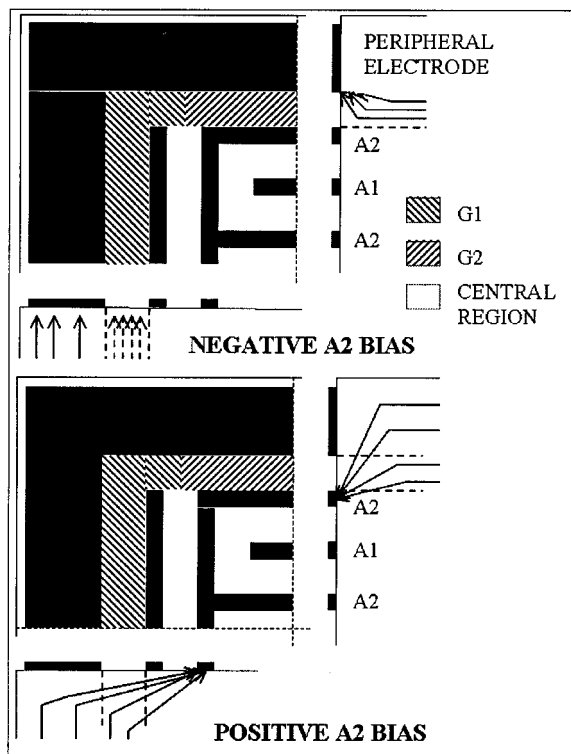 PERIPHERAL
ELECTRODE
A2
A1
A2
G1
G2
CENTRAL
REGION
NEGATIVE A2 BIAS
A2
A1
A2
POSITIVE A2 BIAS